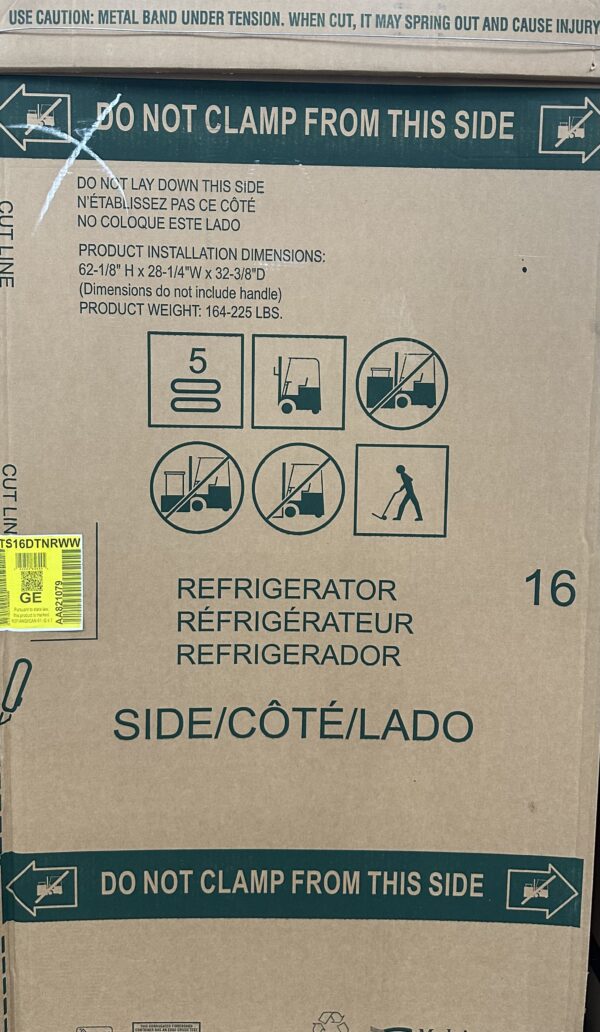 USE CAUTION: METAL BAND UNDER TENSION. WHEN CUT, IT MAY SPRING OUT AND CAUSE INJURY
DO NOT CLAMP FROM THIS SIDE
DO NOT LAY DOWN THIS SIDE
N'ÉTABLISSEZ PAS CE CÔTÉ
NO COLOQUE ESTE LADO
CUT LINE
PRODUCT INSTALLATION DIMENSIONS:
62-1/8" H x 28-1/4"W x 32-3/8"D
(Dimensions do not include handle)
PRODUCT WEIGHT: 164-225 LBS.
5
CUT LIN
TS16DTNRWW
GE
AA821079
REFRIGERATOR
16
RÉFRIGÉRATEUR
REFRIGERADOR
SIDE/CÔTÉ/LADO
DO NOT CLAMP FROM THIS SIDE